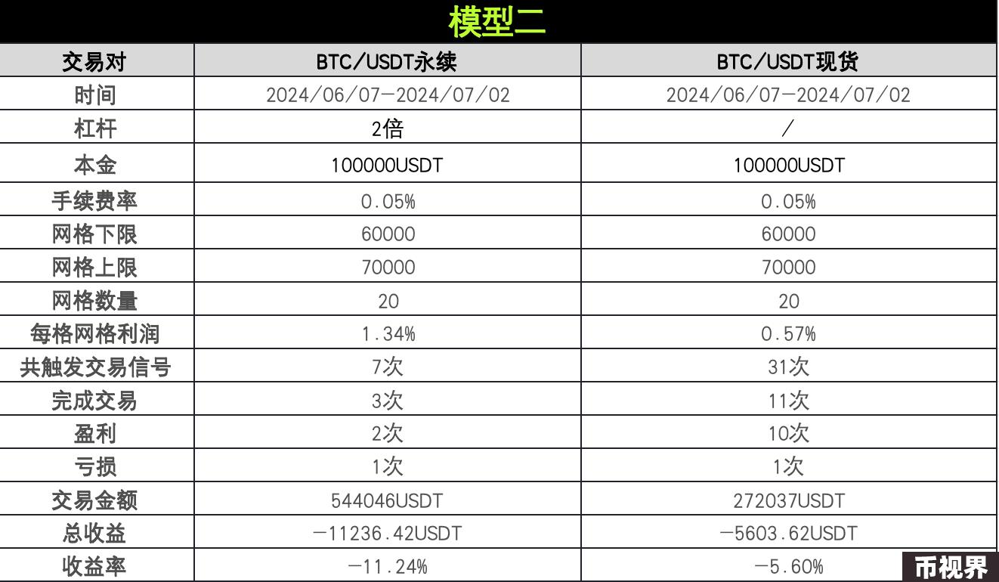 模型二
交易对 BTC/USDT永续 BTC/USDT现货
时间 2024/06/07-2024/07/02 2024/06/07-2024/07/02
杠杆 2倍 /
本金 100000USDT 100000USDT
手续费率 0.05% 0.05%
网格下限 60000 60000
网格上限 70000 70000
网格数量 20 20
每格网格利润 1.34% 0.57%
共触发交易信号 7次 31次
完成交易 3次 11次
盈利 2次 10次
亏损 1次 1次
交易金额 544046USDT 272037USDT
总收益 -11236.42USDT -5603.62USDT
收益率 -11.24% -5.60%
币视界